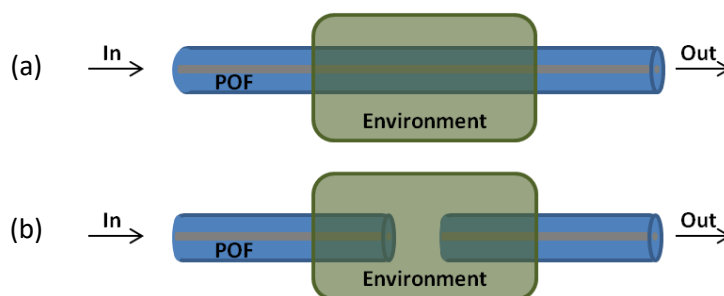 (a)
In
Out
POF
Environment
(b)
In
Out
POF
Environment